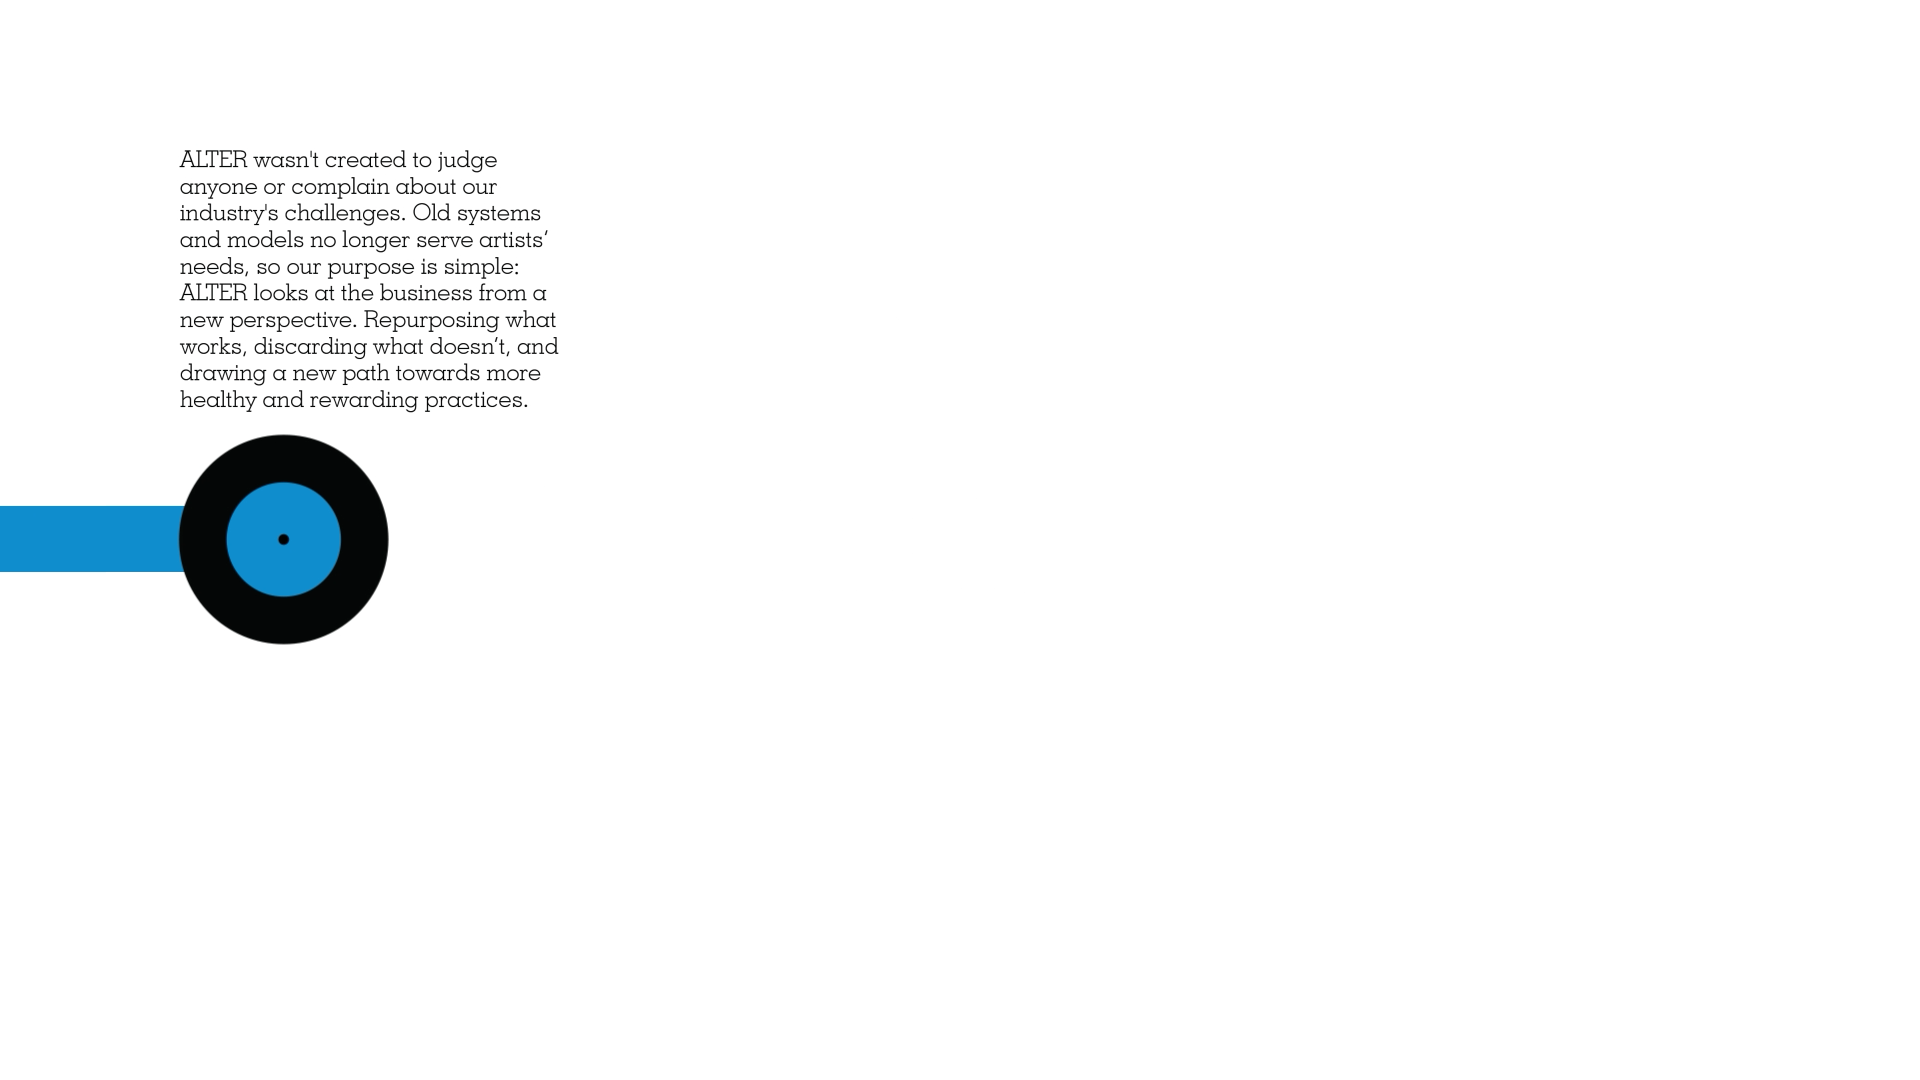 ALTER wasn't created to judge
anyone or complain about our
industry's challenges. Old systems
and models no longer serve artists’
needs, so our purpose is simple:
ALTER looks at the business from a
new perspective. Repurposing what
works, discarding what doesn’t, and
drawing a new path towards more
healthy and rewarding practices.